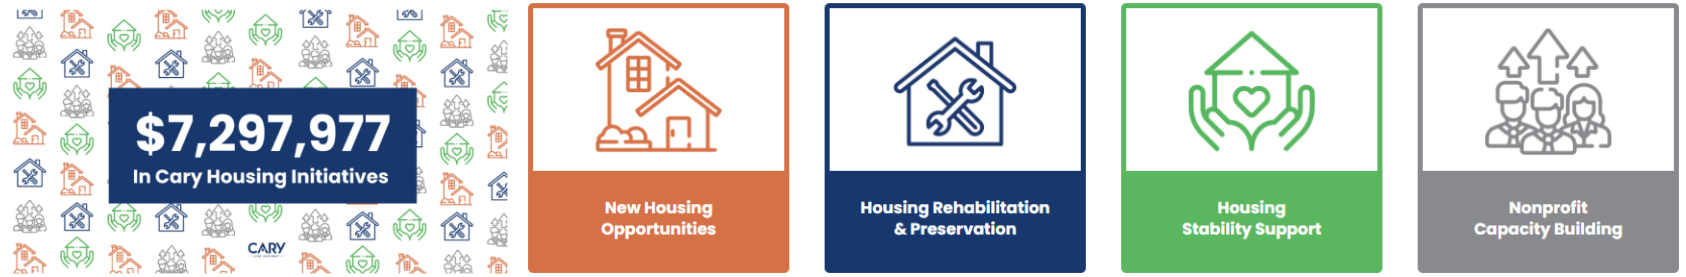 $7,297,977
In Cary Housing Initiatives
CARY
New Housing
Opportunities
Housing Rehabilitation
& Preservation
Housing
Stability Support
Nonprofit
Capacity Building